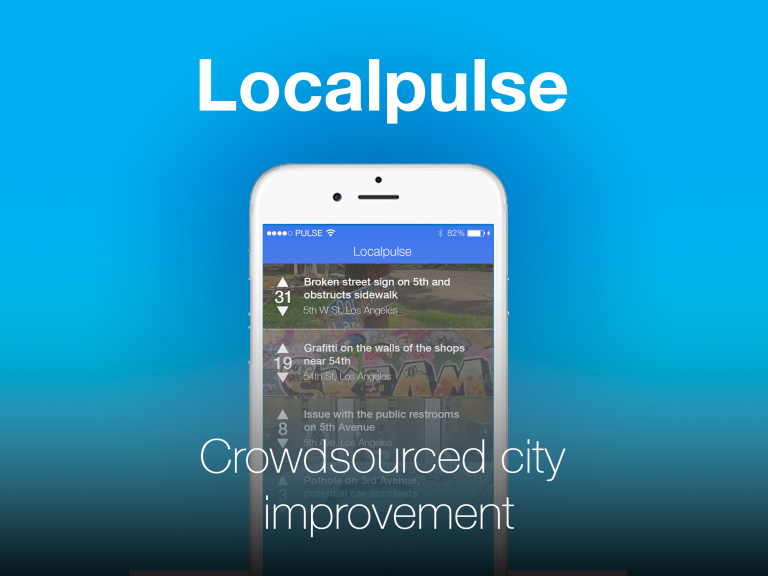 Localpulse
PULSE 82%
Localpulse
Broken street sign on 5th and
obstructs sidewalk
31
5th W St, Los Angeles
Grafitti on the walls of the shops
near 54th
19
54th St, Los Angeles
CREAM
Issue with the public restrooms
on 5th Avenue
8
5th Ave, Los Angeles
Crowdsourced city
Pothole on 3rd Avenue,
potential car accidents
3
improvement